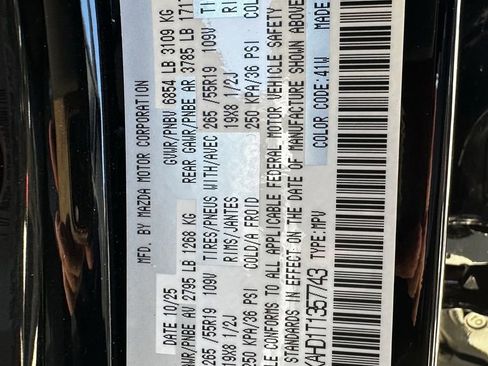 MFD. BY MAZDA MOTOR CORPORATION
10/25 GVWR/PNBV 6854 LB 3109 KG
GAWR/PNBE AV 2795 LB 1268 KG REAR GAWR/PNBE AR 3785 LB 171
265 /55R19 109V TIRES/PNEUS WITH/AVEC 265 /55R19 109V
19X8 1/2J RIMS/JANTES 19X8 1/2J
250 KPA/36 PSI COLD/A FROID 250 KPA/36 PSI COL
CONFORMS TO ALL APPLICABLE FEDERAL MOTOR VEHICLE SAFETY
STANDARDS IN EFFECT ON THE DATE OF MANUFACTURE SHOWN ABOVE
KAHD1T1357743 TYPE:MPV COLOR CODE:41W